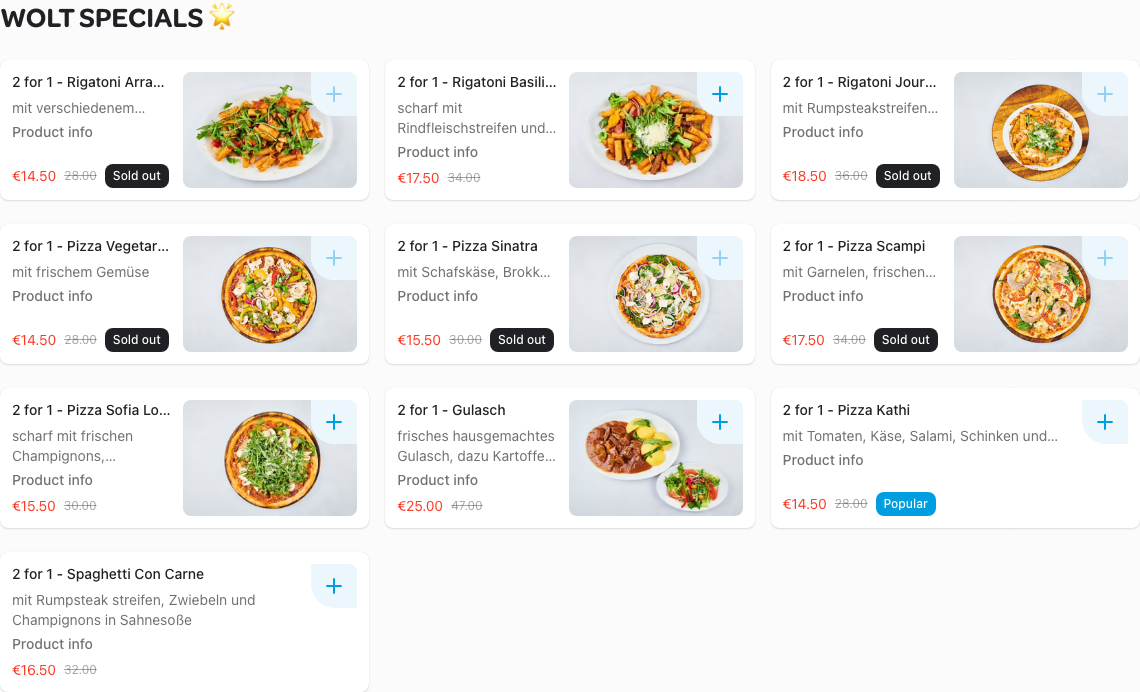 WOLT SPECIALS 🌟
2 for 1 - Rigatoni Arra...
mit verschiedenem...
Product info
€14.50 28.00 Sold out
2 for 1 - Rigatoni Basili...
scharf mit
Rindfleischstreifen und...
Product info
€17.50 34.00
2 for 1 - Rigatoni Jour...
mit Rumpsteakstreifen...
Product info
€18.50 36.00 Sold out
2 for 1 - Pizza Vegetar...
mit frischem Gemüse
Product info
€14.50 28.00 Sold out
2 for 1 - Pizza Sinatra
mit Schafskäse, Brokk...
Product info
€15.50 30.00 Sold out
2 for 1 - Pizza Scampi
mit Garnelen, frischen...
Product info
€17.50 34.00 Sold out
2 for 1 - Pizza Sofia Lo...
scharf mit frischen
Champignons,...
Product info
€15.50 30.00
2 for 1 - Gulasch
frisches hausgemachtes
Gulasch, dazu Kartoffe...
Product info
€25.00 47.00
2 for 1 - Pizza Kathi
mit Tomaten, Käse, Salami, Schinken und...
Product info
€14.50 28.00 Popular
2 for 1 - Spaghetti Con Carne
mit Rumpsteak streifen, Zwiebeln und
Champignons in Sahnesoße
Product info
€16.50 32.00